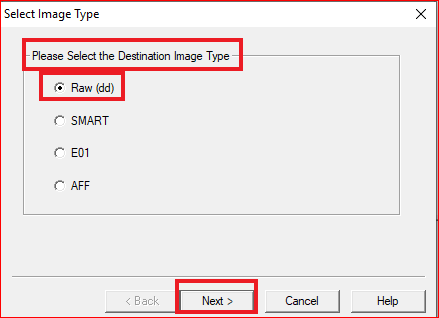 Select Image Type
Please Select the Destination Image Type
Raw (dd)
SMART
E01
AFF
< Back Next > Cancel Help